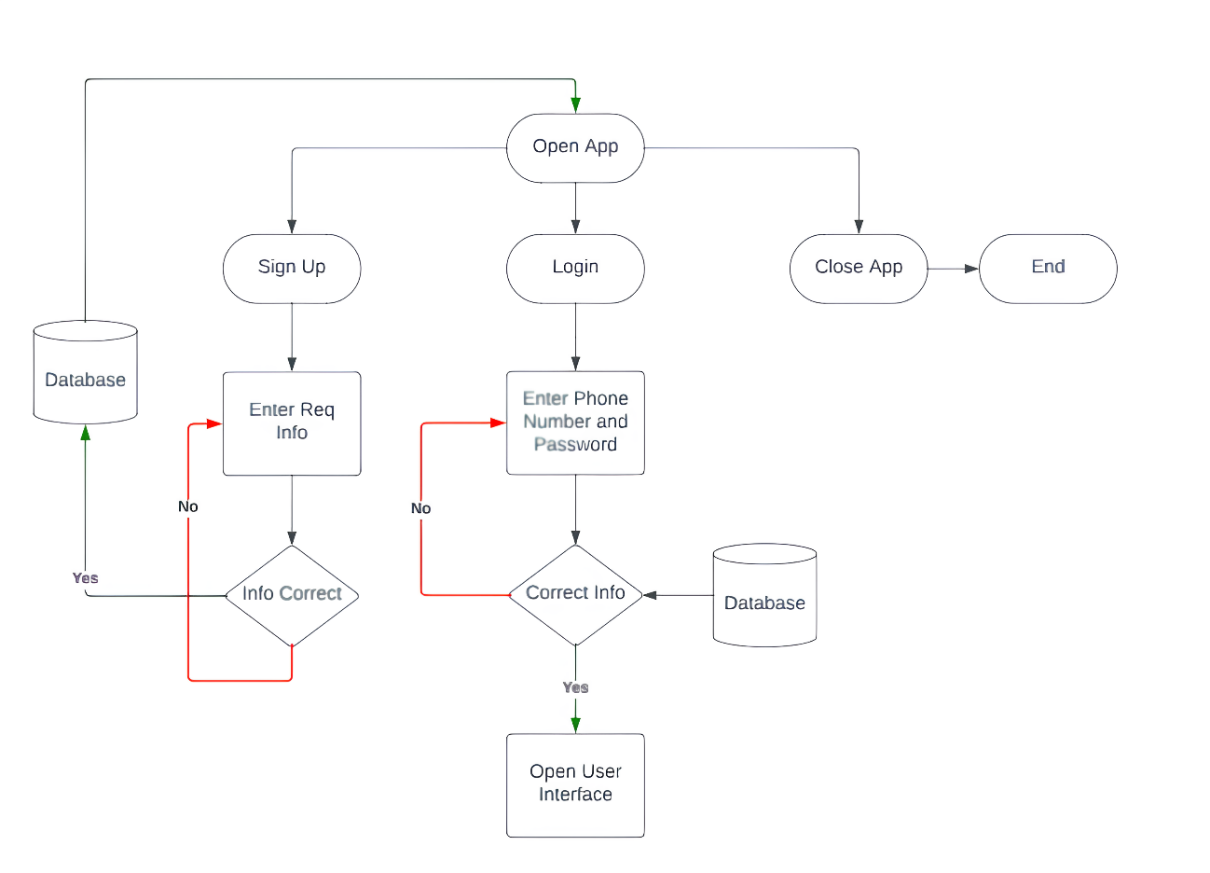 Open App
Sign Up
Login
Close App
End
Database
Enter Req
Info
Enter Phone
Number and
Password
No
No
Yes
Info Correct
Correct Info
Database
Yes
Open User
Interface